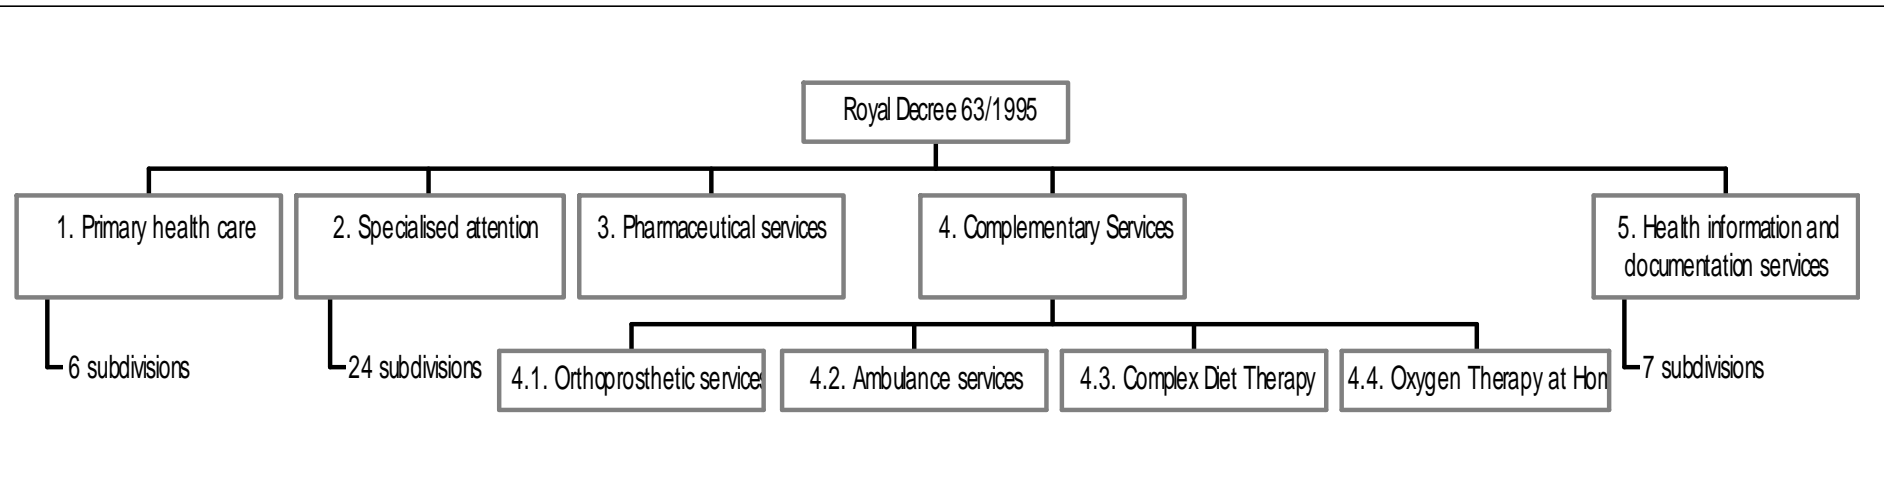 Royal Decree 63/1995
1. Primary health care
2. Specialised attention
3. Pharmaceutical services
4. Complementary Services
5. Health information and
documentation services
6 subdivisions
24 subdivisions
4.1. Orthoprosthetic services
4.2. Ambulance services
4.3. Complex Diet Therapy
4.4. Oxygen Therapy at Hom
7 subdivisions